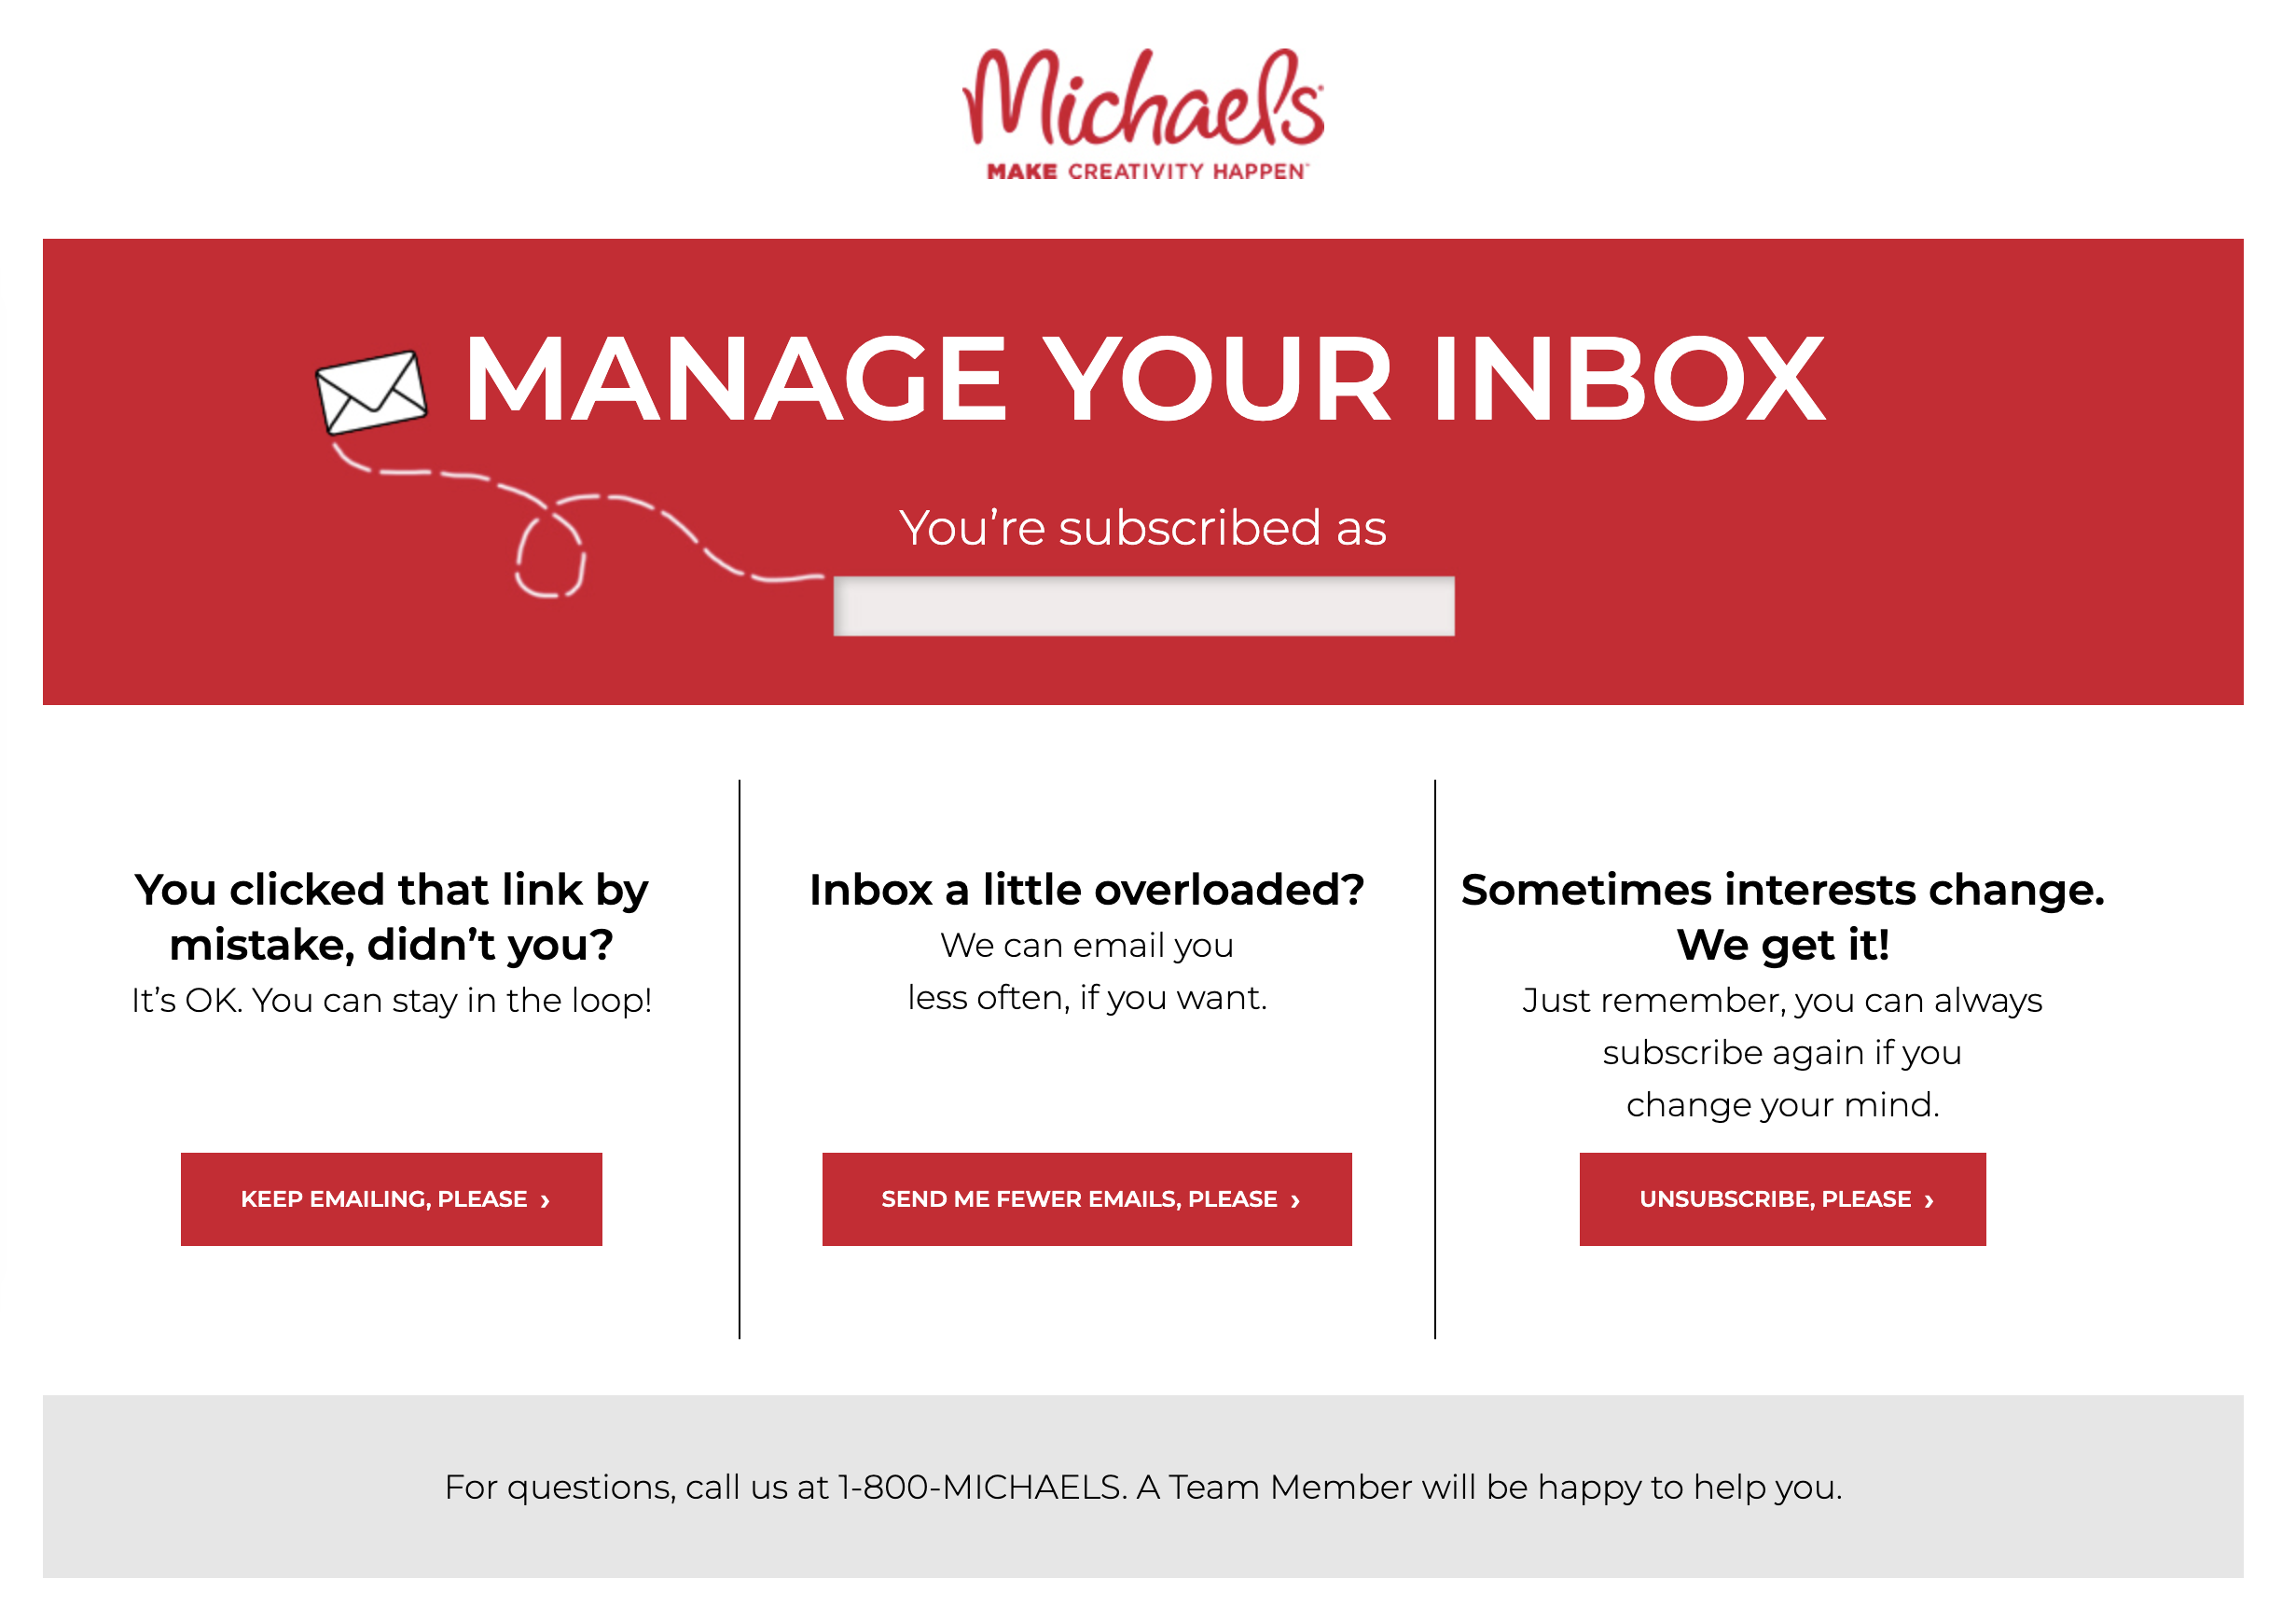 Michaels
MAKE CREATIVITY HAPPEN™
MANAGE YOUR INBOX
You’re subscribed as
You clicked that link by
mistake, didn’t you?
It’s OK. You can stay in the loop!
KEEP EMAILING, PLEASE ›
Inbox a little overloaded?
We can email you
less often, if you want.
SEND ME FEWER EMAILS, PLEASE ›
Sometimes interests change.
We get it!
Just remember, you can always
subscribe again if you
change your mind.
UNSUBSCRIBE, PLEASE ›
For questions, call us at 1-800-MICHAELS. A Team Member will be happy to help you.